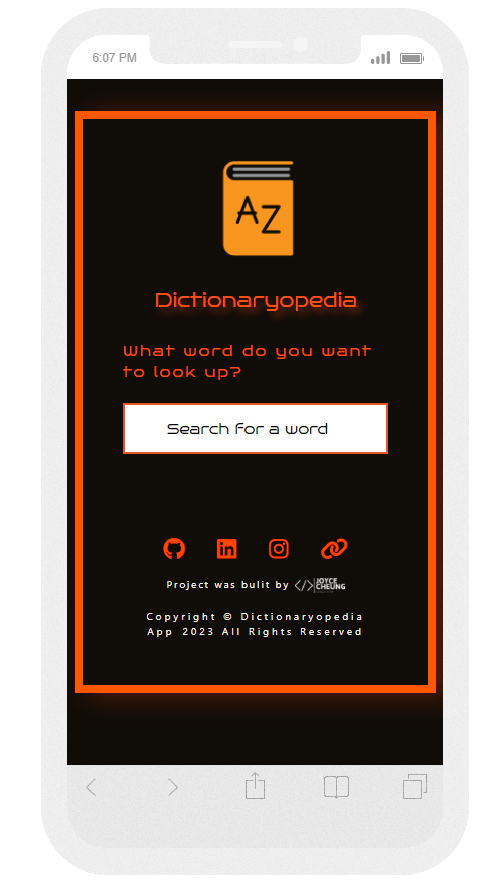 6:07 PM
AZ
Dictionaryopedia
What word do you want
to look up?
Search for a word
in
Project was bulit by </> JOYCE
CHEUNG
Copyright © Dictionaryopedia
App 2023 All Rights Reserved